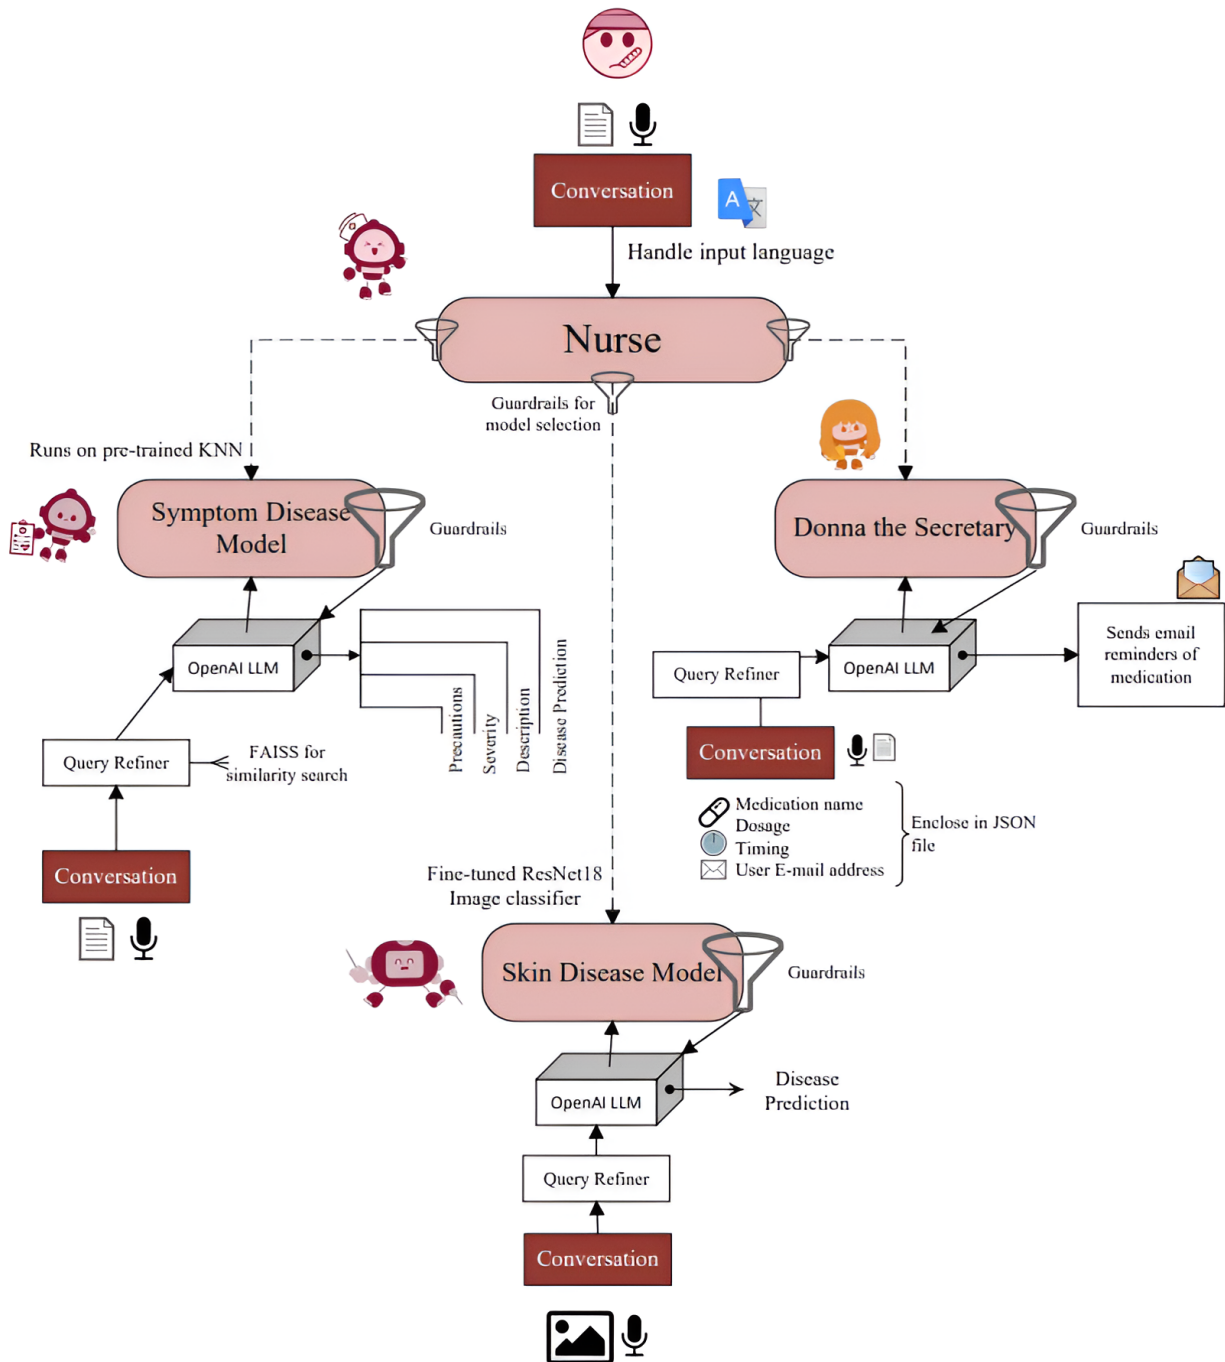 Conversation
A
文
Handle input language
Nurse
Guardrails for
model selection
Runs on pre-trained KNN
Symptom Disease
Model
Guardrails
Donna the Secretary
Guardrails
OpenAI LLM
Precautions
Severity
Description
Disease Prediction
Query Refiner
FAISS for
similarity search
Conversation
Query Refiner
OpenAI LLM
Sends email
reminders of
medication
Conversation
Medication name
Dosage
Timing
User E-mail address
Enclose in JSON
file
Fine-tuned ResNet18
Image classifier
Skin Disease Model
Guardrails
OpenAI LLM
Disease
Prediction
Query Refiner
Conversation